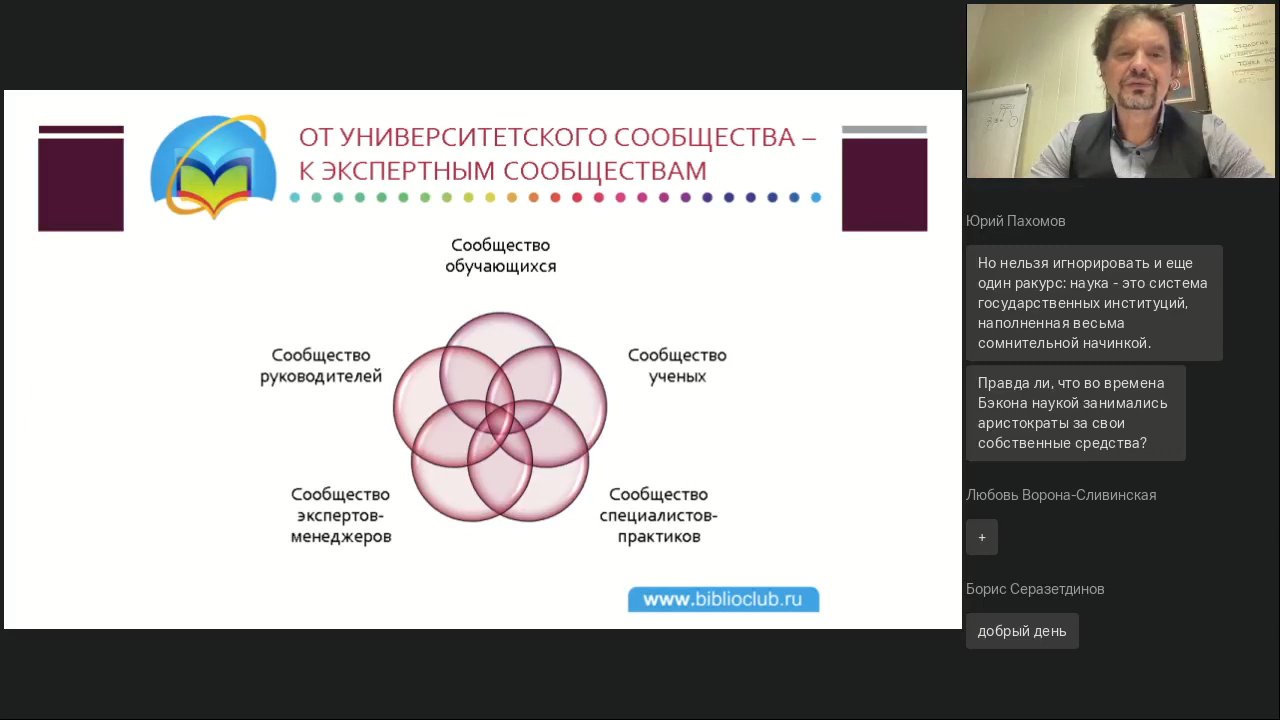 ОТ УНИВЕРСИТЕТСКОГО СООБЩЕСТВА –
К ЭКСПЕРТНЫМ СООБЩЕСТВАМ
Сообщество
обучающихся
Сообщество
руководителей
Сообщество
ученых
Сообщество
экспертов-
менеджеров
Сообщество
специалистов-
практиков
www.biblioclub.ru
Юрий Пахомов
Но нельзя игнорировать и еще
один ракурс: наука - это система
государственных институций,
наполненная весьма
сомнительной начинкой.
Правда ли, что во времена
Бэкона наукой занимались
аристократы за свои
собственные средства?
Любовь Ворона-Сливинская
+
Борис Серазетдинов
добрый день